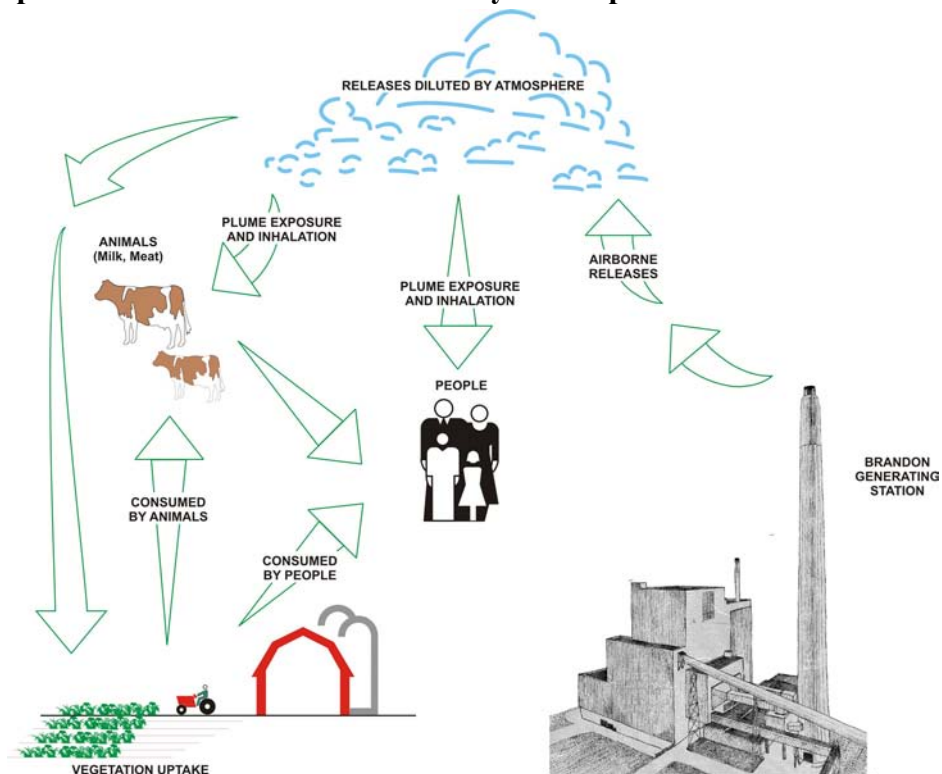 RELEASES DILUTED BY ATMOSPHERE
PLUME EXPOSURE
AND INHALATION
ANIMALS
(Milk, Meat)
AIRBORNE
RELEASES
PLUME EXPOSURE
AND INHALATION
PEOPLE
BRANDON
GENERATING
STATION
CONSUMED
BY ANIMALS
CONSUMED
BY PEOPLE
VEGETATION UPTAKE